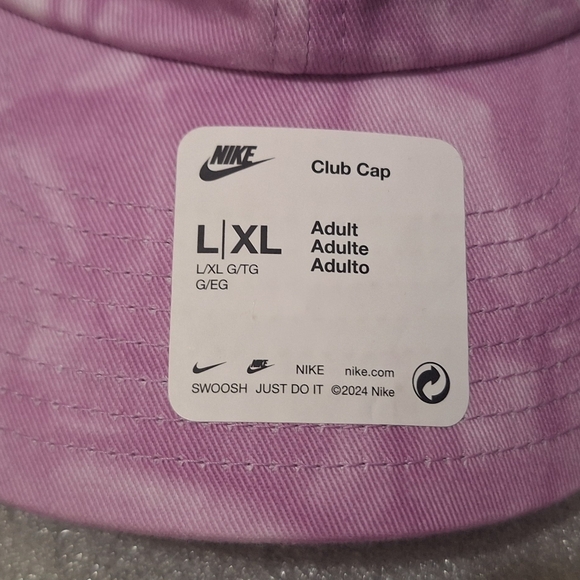 NIKE
Club Cap
L|XL
L/XL G/TG
G/EG
Adult
Adulte
Adulto
NIKE NIKE nike.com
SWOOSH JUST DO IT ©2024 Nike